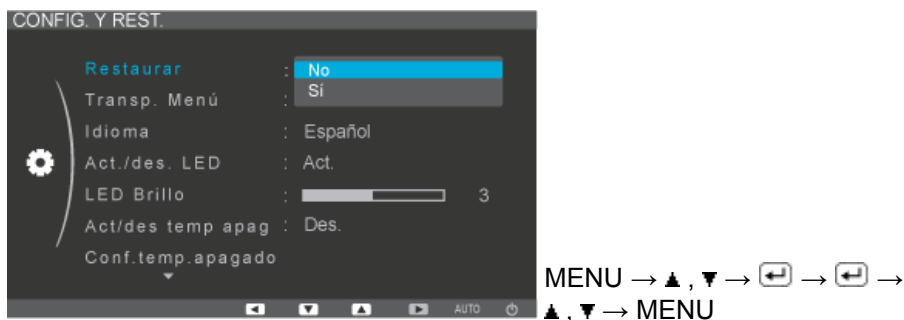 CONFIG. Y REST.
Restaurar : No
Sí
Transp. Menú :
Idioma : Español
Act./des. LED : Act.
LED Brillo : 3
Act/des temp apag : Des.
Conf.temp.apagado
AUTO
MENU → ▲ , ▼ → ↵ → ↵ →
▲ , ▼ → MENU